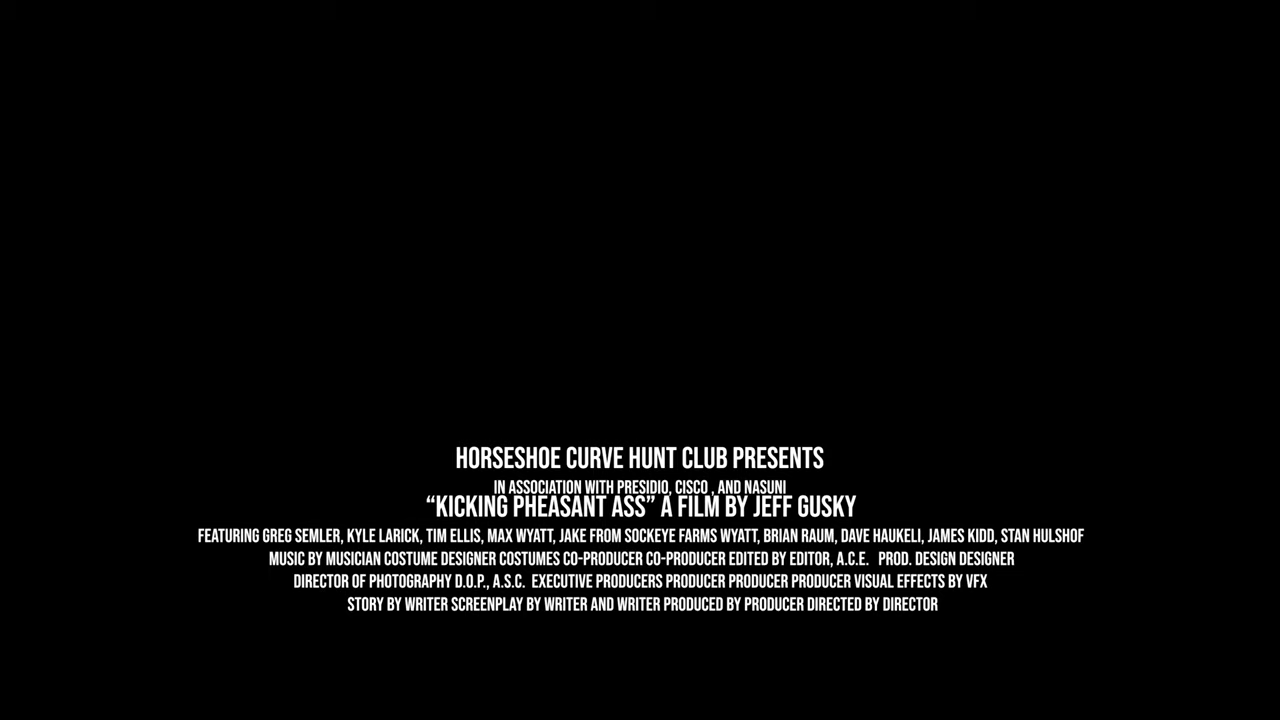 HORSESHOE CURVE HUNT CLUB PRESENTS
IN ASSOCIATION WITH PRESIDIO, CISCO , AND NASUNI
“KICKING PHEASANT ASS” A FILM BY JEFF GUSKY
FEATURING GREG SEMLER, KYLE LARICK, TIM ELLIS, MAX WYATT, JAKE FROM SOCKEYE FARMS WYATT, BRIAN RAUM, DAVE HAUKELI, JAMES KIDD, STAN HULSHOF
MUSIC BY MUSICIAN COSTUME DESIGNER COSTUMES CO-PRODUCER CO-PRODUCER EDITED BY EDITOR, A.C.E. PROD. DESIGN DESIGNER
DIRECTOR OF PHOTOGRAPHY D.O.P., A.S.C. EXECUTIVE PRODUCERS PRODUCER PRODUCER PRODUCER VISUAL EFFECTS BY VFX
STORY BY WRITER SCREENPLAY BY WRITER AND WRITER PRODUCED BY PRODUCER DIRECTED BY DIRECTOR